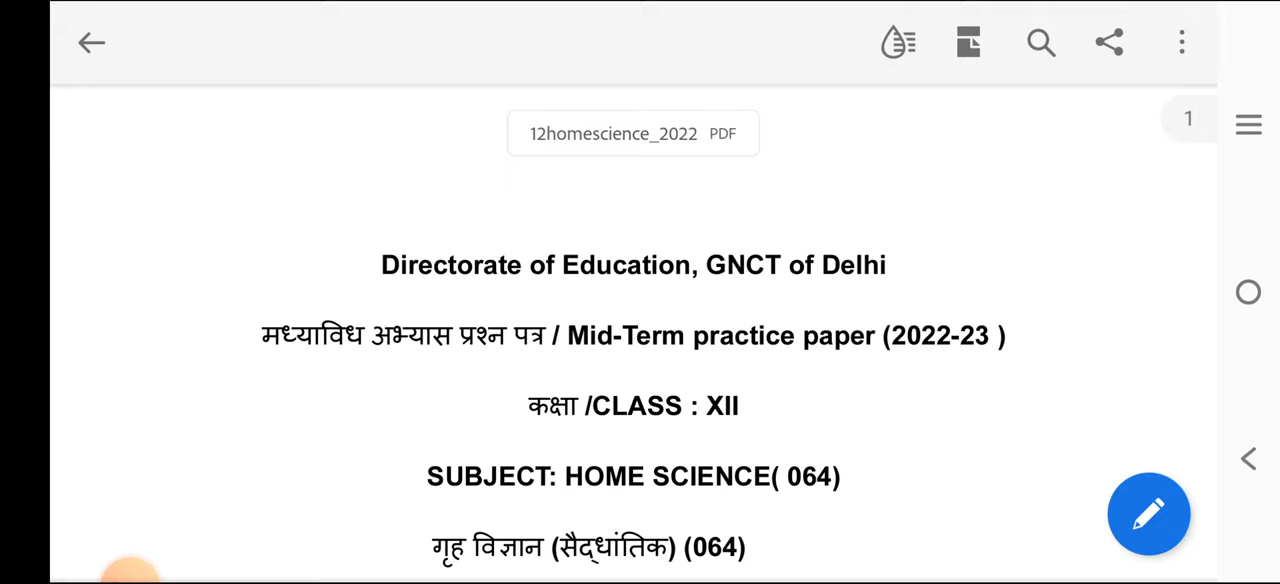 12homescience_2022 PDF
1
Directorate of Education, GNCT of Delhi
मध्याविध अभ्यास प्रश्न पत्र / Mid-Term practice paper (2022-23 )
कक्षा /CLASS : XII
SUBJECT: HOME SCIENCE( 064)
गृह विज्ञान (सैद्धांतिक) (064)